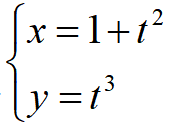 x = 1 + t²
y = t³